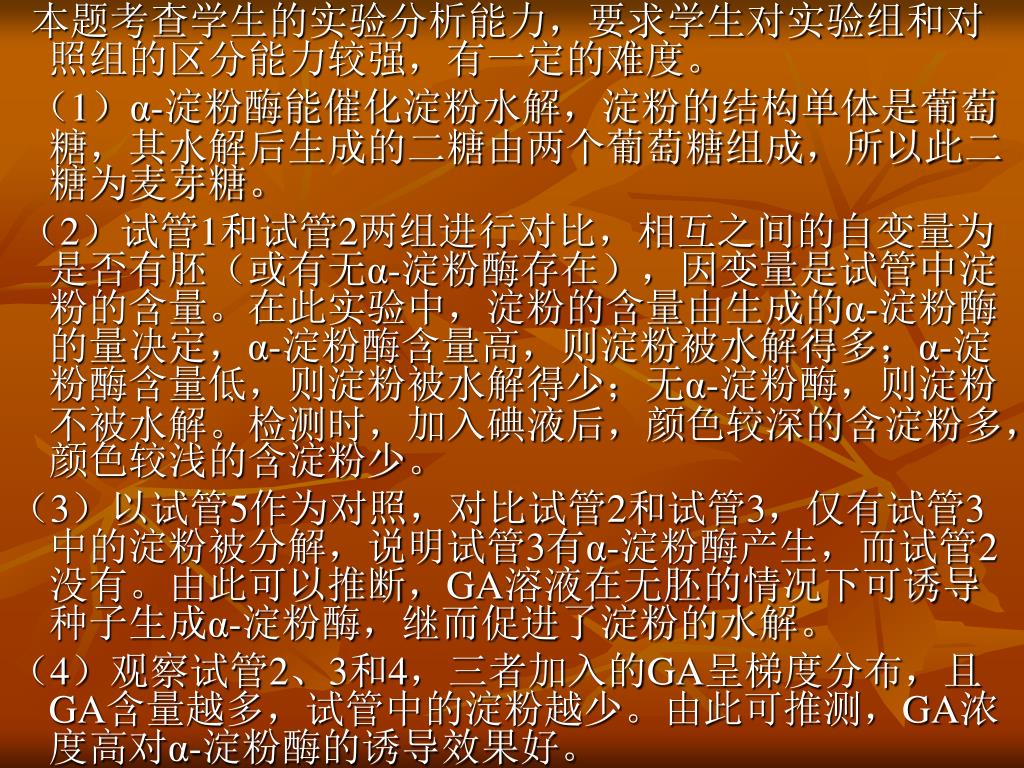 本题考查学生的实验分析能力，要求学生对实验组和对
照组的区分能力较强，有一定的难度。
（1）α-淀粉酶能催化淀粉水解，淀粉的结构单体是葡萄
糖，其水解后生成的二糖由两个葡萄糖组成，所以此二
糖为麦芽糖。
（2）试管1和试管2两组进行对比，相互之间的自变量为
是否有胚（或有无α-淀粉酶存在），因变量是试管中淀
粉的含量。在此实验中，淀粉的含量由生成的α-淀粉酶
的量决定，α-淀粉酶含量高，则淀粉被水解得多；α-淀
粉酶含量低，则淀粉被水解得少；无α-淀粉酶，则淀粉
不被水解。检测时，加入碘液后，颜色较深的含淀粉多，
颜色较浅的含淀粉少。
（3）以试管5作为对照，对比试管2和试管3，仅有试管3
中的淀粉被分解，说明试管3有α-淀粉酶产生，而试管2
没有。由此可以推断，GA溶液在无胚的情况下可诱导
种子生成α-淀粉酶，继而促进了淀粉的水解。
（4）观察试管2、3和4，三者加入的GA呈梯度分布，且
GA含量越多，试管中的淀粉越少。由此可推测，GA浓
度高对α-淀粉酶的诱导效果好。